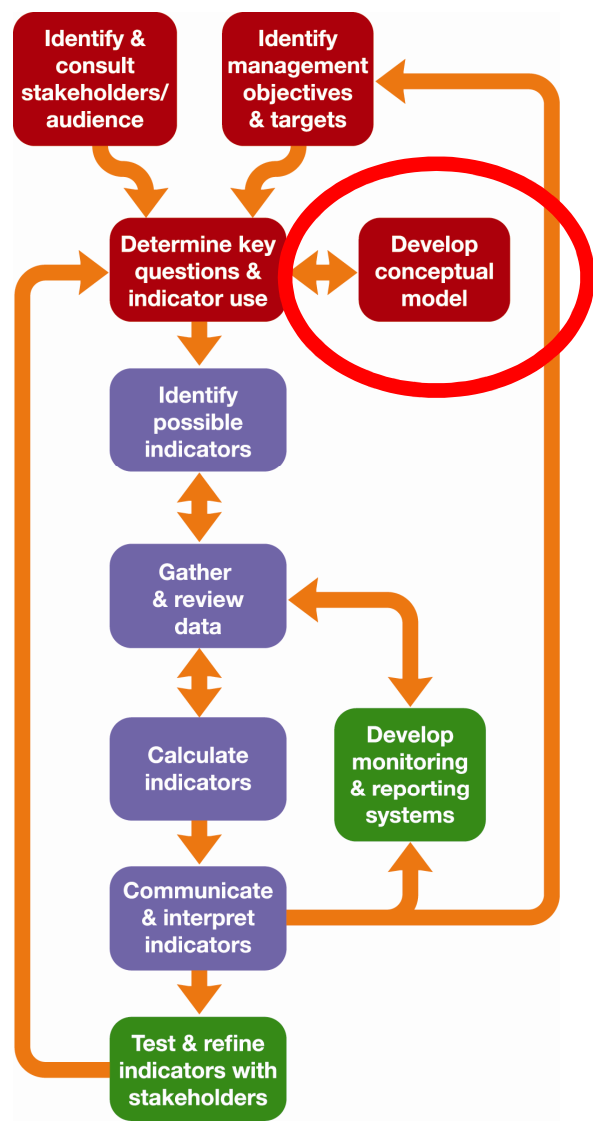 Identify &
consult
stakeholders/
audience
Identify
management
objectives
& targets
Determine key
questions &
indicator use
Develop
conceptual
model
Identify
possible
indicators
Gather
& review
data
Calculate
indicators
Develop
monitoring
& reporting
systems
Communicate
& interpret
indicators
Test & refine
indicators with
stakeholders